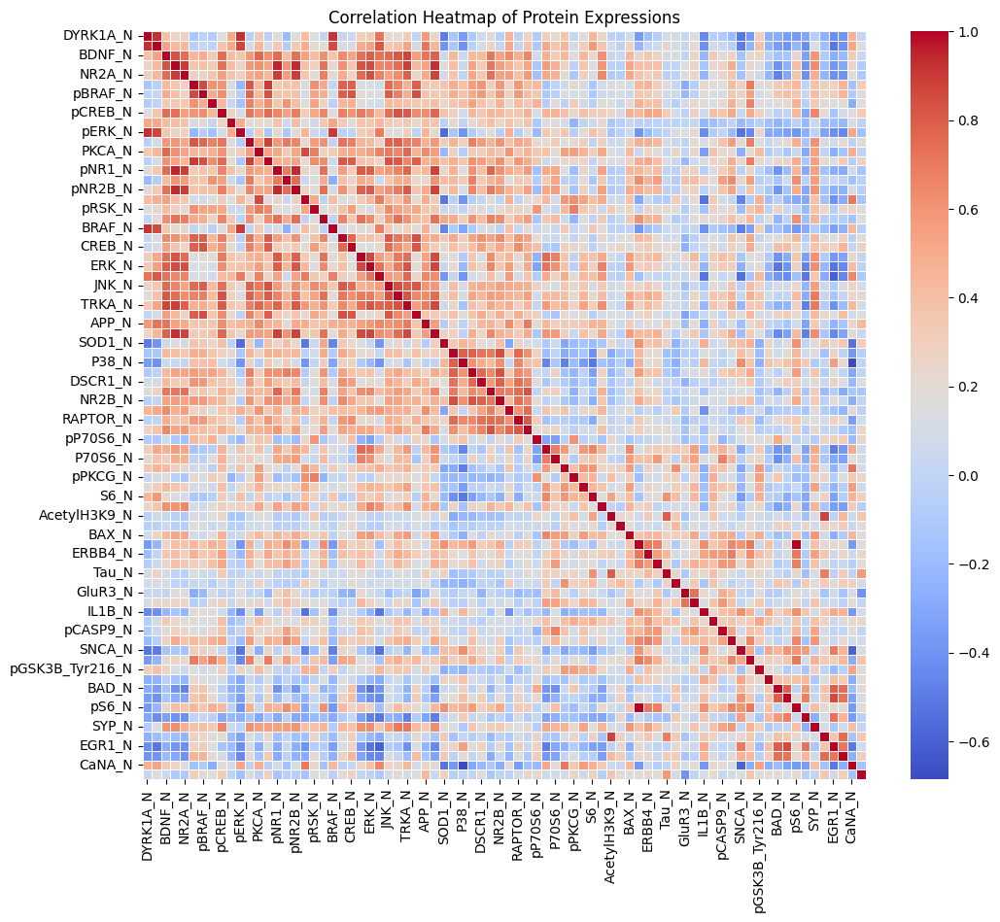 Correlation Heatmap of Protein Expressions
DYRK1A_N
BDNF_N
NR2A_N
pBRAF_N
pCREB_N
pERK_N
PKCA_N
pNR1_N
pNR2B_N
pRSK_N
BRAF_N
CREB_N
ERK_N
JNK_N
TRKA_N
APP_N
SOD1_N
P38_N
DSCR1_N
NR2B_N
RAPTOR_N
pP70S6_N
P70S6_N
pPKCG_N
S6_N
AcetylH3K9_N
BAX_N
ERBB4_N
Tau_N
GluR3_N
IL1B_N
pCASP9_N
SNCA_N
pGSK3B_Tyr216_N
BAD_N
pS6_N
SYP_N
EGR1_N
CaNA_N
DYRK1A_N
BDNF_N
NR2A_N
pBRAF_N
pCREB_N
pERK_N
PKCA_N
pNR1_N
pNR2B_N
pRSK_N
BRAF_N
CREB_N
ERK_N
JNK_N
TRKA_N
APP_N
SOD1_N
P38_N
DSCR1_N
NR2B_N
RAPTOR_N
pP70S6_N
P70S6_N
pPKCG_N
S6_N
AcetylH3K9_N
BAX_N
ERBB4_N
Tau_N
GluR3_N
IL1B_N
pCASP9_N
SNCA_N
pGSK3B_Tyr216_N
BAD_N
pS6_N
SYP_N
EGR1_N
CaNA_N
1.0
0.8
0.6
0.4
0.2
0.0
−0.2
−0.4
−0.6